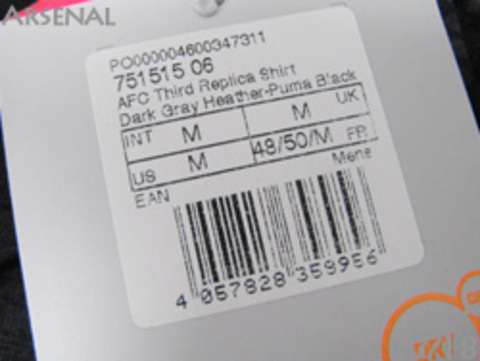 ARSENAL
PO000004600347311
751515 06
AFC Third Replica Shirt
Dark Gray Heather-Puma Black
INT M M UK
US M 48/50/M FR
EAN Mens
4 057828 359956